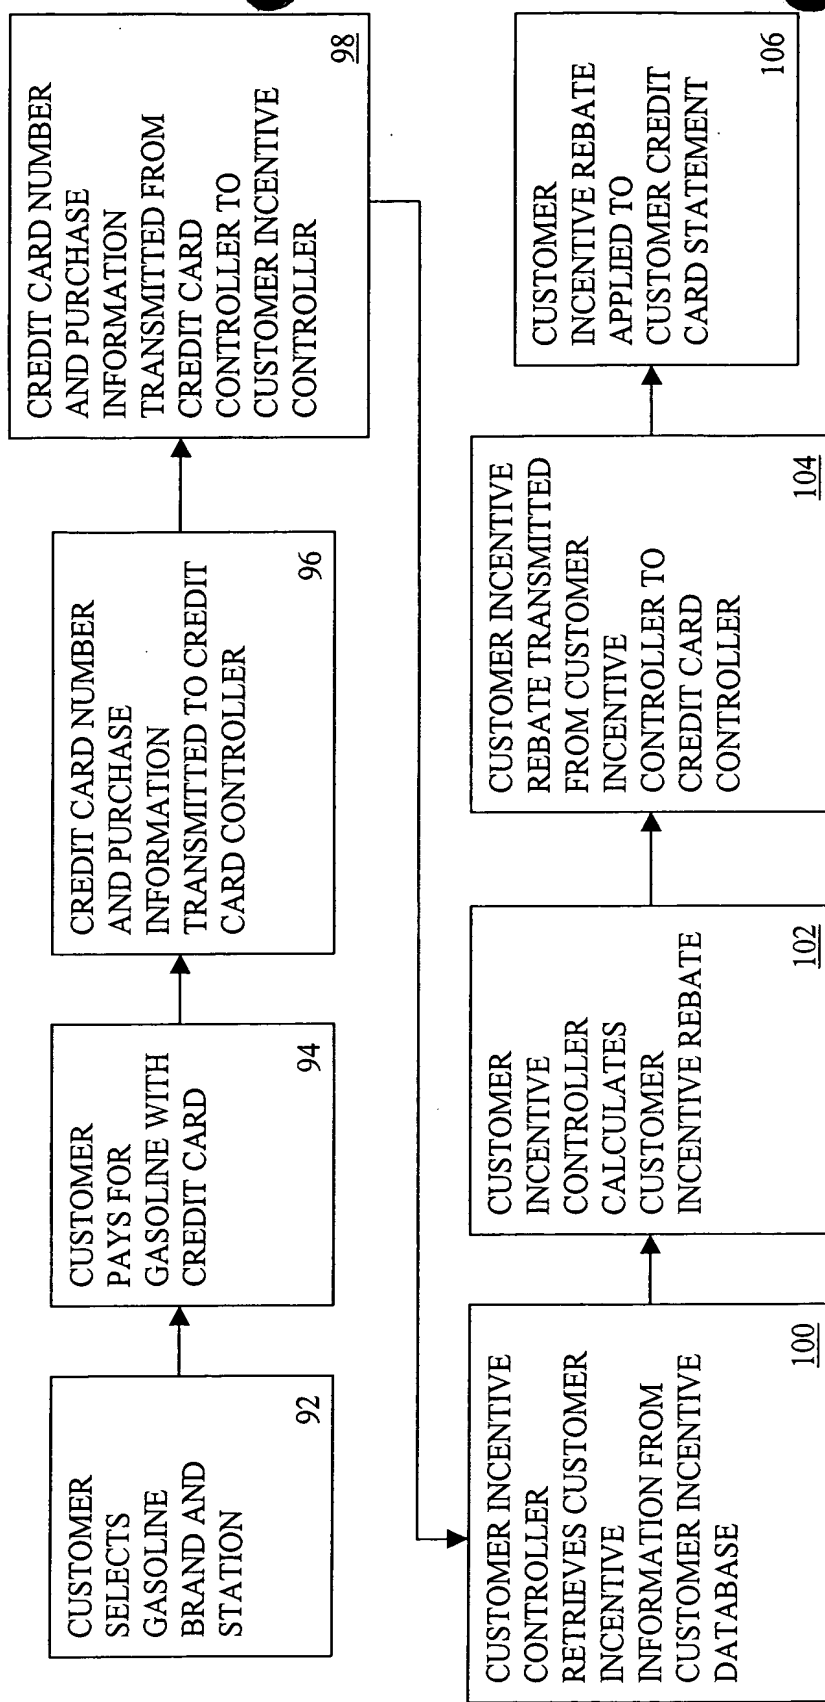 CUSTOMER
SELECTS
GASOLINE
BRAND AND
STATION
92
CUSTOMER
PAYS FOR
GASOLINE WITH
CREDIT CARD
94
CREDIT CARD NUMBER
AND PURCHASE
INFORMATION
TRANSMITTED TO CREDIT
CARD CONTROLLER
96
CREDIT CARD NUMBER
AND PURCHASE
INFORMATION
TRANSMITTED FROM
CREDIT CARD
CONTROLLER TO
CUSTOMER INCENTIVE
CONTROLLER
98
CUSTOMER INCENTIVE
CONTROLLER
RETRIEVES CUSTOMER
INCENTIVE
INFORMATION FROM
CUSTOMER INCENTIVE
DATABASE
100
CUSTOMER
INCENTIVE
CONTROLLER
CALCULATES
CUSTOMER
INCENTIVE REBATE
102
CUSTOMER INCENTIVE
REBATE TRANSMITTED
FROM CUSTOMER
INCENTIVE
CONTROLLER TO
CREDIT CARD
CONTROLLER
104
CUSTOMER
INCENTIVE REBATE
APPLIED TO
CUSTOMER CREDIT
CARD STATEMENT
106